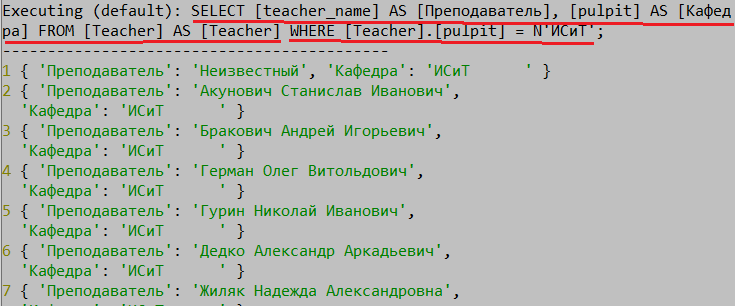 Executing (default): SELECT [teacher_name] AS [Преподаватель], [pulpit] AS [Кафед
ра] FROM [Teacher] AS [Teacher] WHERE [Teacher].[pulpit] = N'ИСиТ';
-------------------------------------------
1 { 'Преподаватель': 'Неизвестный', 'Кафедра': 'ИСиТ      ' }
2 { 'Преподаватель': 'Акунович Станислав Иванович',
  'Кафедра': 'ИСиТ      ' }
3 { 'Преподаватель': 'Бракович Андрей Игорьевич',
  'Кафедра': 'ИСиТ      ' }
4 { 'Преподаватель': 'Герман Олег Витольдович',
  'Кафедра': 'ИСиТ      ' }
5 { 'Преподаватель': 'Гурин Николай Иванович',
  'Кафедра': 'ИСиТ      ' }
6 { 'Преподаватель': 'Дедко Александр Аркадьевич',
  'Кафедра': 'ИСиТ      ' }
7 { 'Преподаватель': 'Жиляк Надежда Александровна',